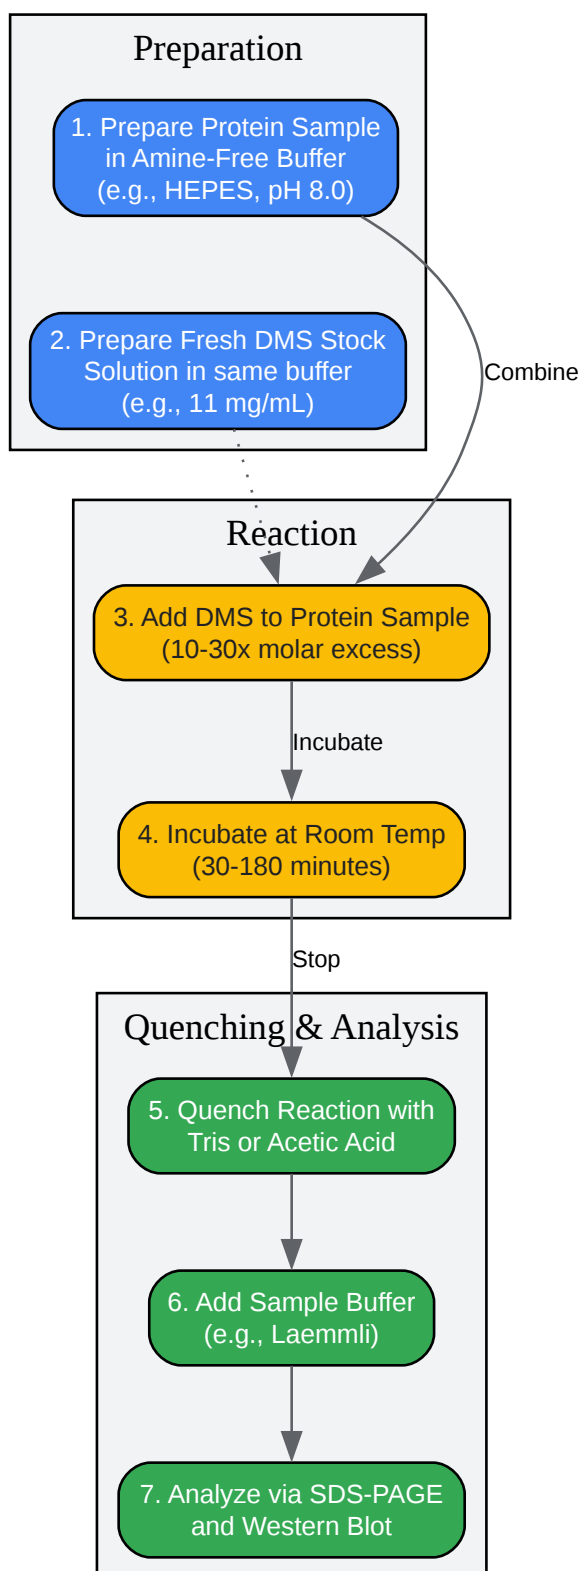 Preparation
1. Prepare Protein Sample
in Amine-Free Buffer
(e.g., HEPES, pH 8.0)
2. Prepare Fresh DMS Stock
Solution in same buffer
(e.g., 11 mg/mL)
Combine
Reaction
3. Add DMS to Protein Sample
(10-30x molar excess)
Incubate
4. Incubate at Room Temp
(30-180 minutes)
Stop
Quenching & Analysis
5. Quench Reaction with
Tris or Acetic Acid
6. Add Sample Buffer
(e.g., Laemmli)
7. Analyze via SDS-PAGE
and Western Blot